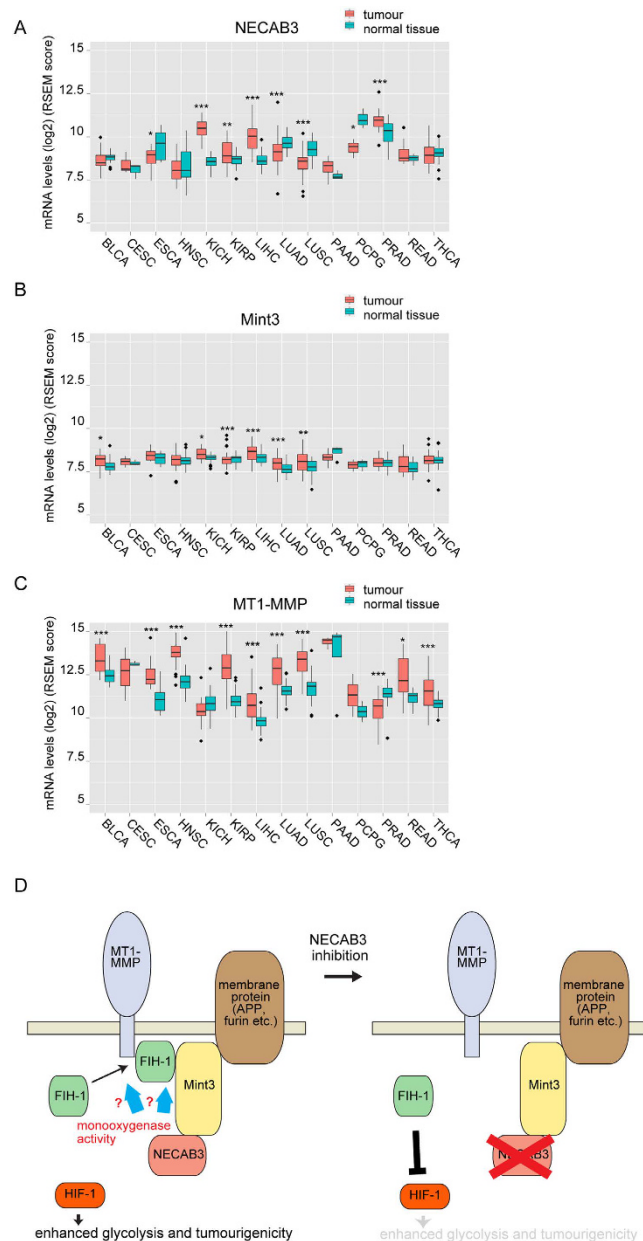 A
NECAB3
tumour
normal tissue
mRNA levels (log2) (RSEM score)
15
12.5
10
7.5
5
* *** ** *** *** *** * ***
BLCA CESC ESCA HNSC KICH KIRP LIHC LUAD LUSC PAAD PCPG PRAD READ THCA
B
Mint3
tumour
normal tissue
mRNA levels (log2) (RSEM score)
15
12.5
10
7.5
5
* * *** *** *** **
BLCA CESC ESCA HNSC KICH KIRP LIHC LUAD LUSC PAAD PCPG PRAD READ THCA
C
MT1-MMP
tumour
normal tissue
mRNA levels (log2) (RSEM score)
15
12.5
10
7.5
5
*** *** *** *** *** *** *** *** * ***
BLCA CESC ESCA HNSC KICH KIRP LIHC LUAD LUSC PAAD PCPG PRAD READ THCA
D
MT1-
MMP
membrane
protein
(APP,
furin etc.)
FIH-1
FIH-1
Mint3
? ?
monooxygenase
activity
NECAB3
HIF-1
enhanced glycolysis and tumourigenicity
NECAB3
inhibition
MT1-
MMP
membrane
protein
(APP,
furin etc.)
FIH-1
Mint3
NECAB3
HIF-1
enhanced glycolysis and tumourigenicity